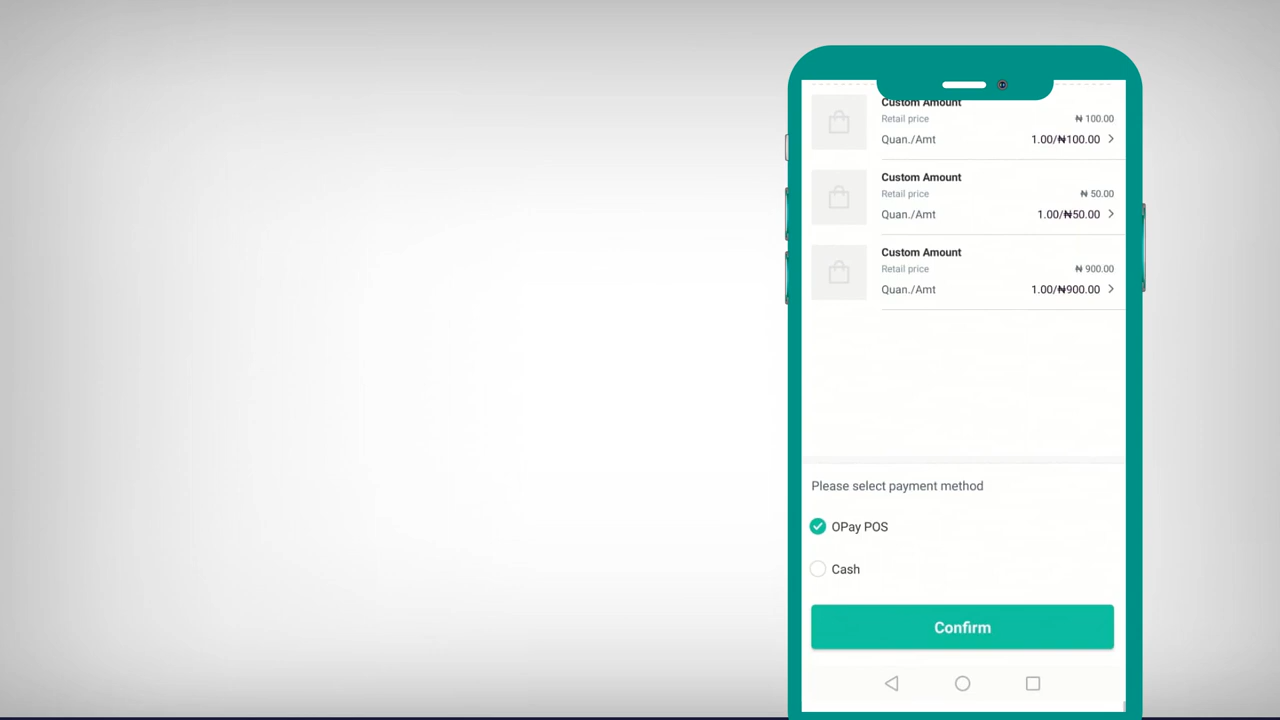 Custom Amount
Retail price ₦ 100.00
Quan./Amt 1.00/₦100.00
Custom Amount
Retail price ₦ 50.00
Quan./Amt 1.00/₦50.00
Custom Amount
Retail price ₦ 900.00
Quan./Amt 1.00/₦900.00
Please select payment method
OPay POS
Cash
Confirm